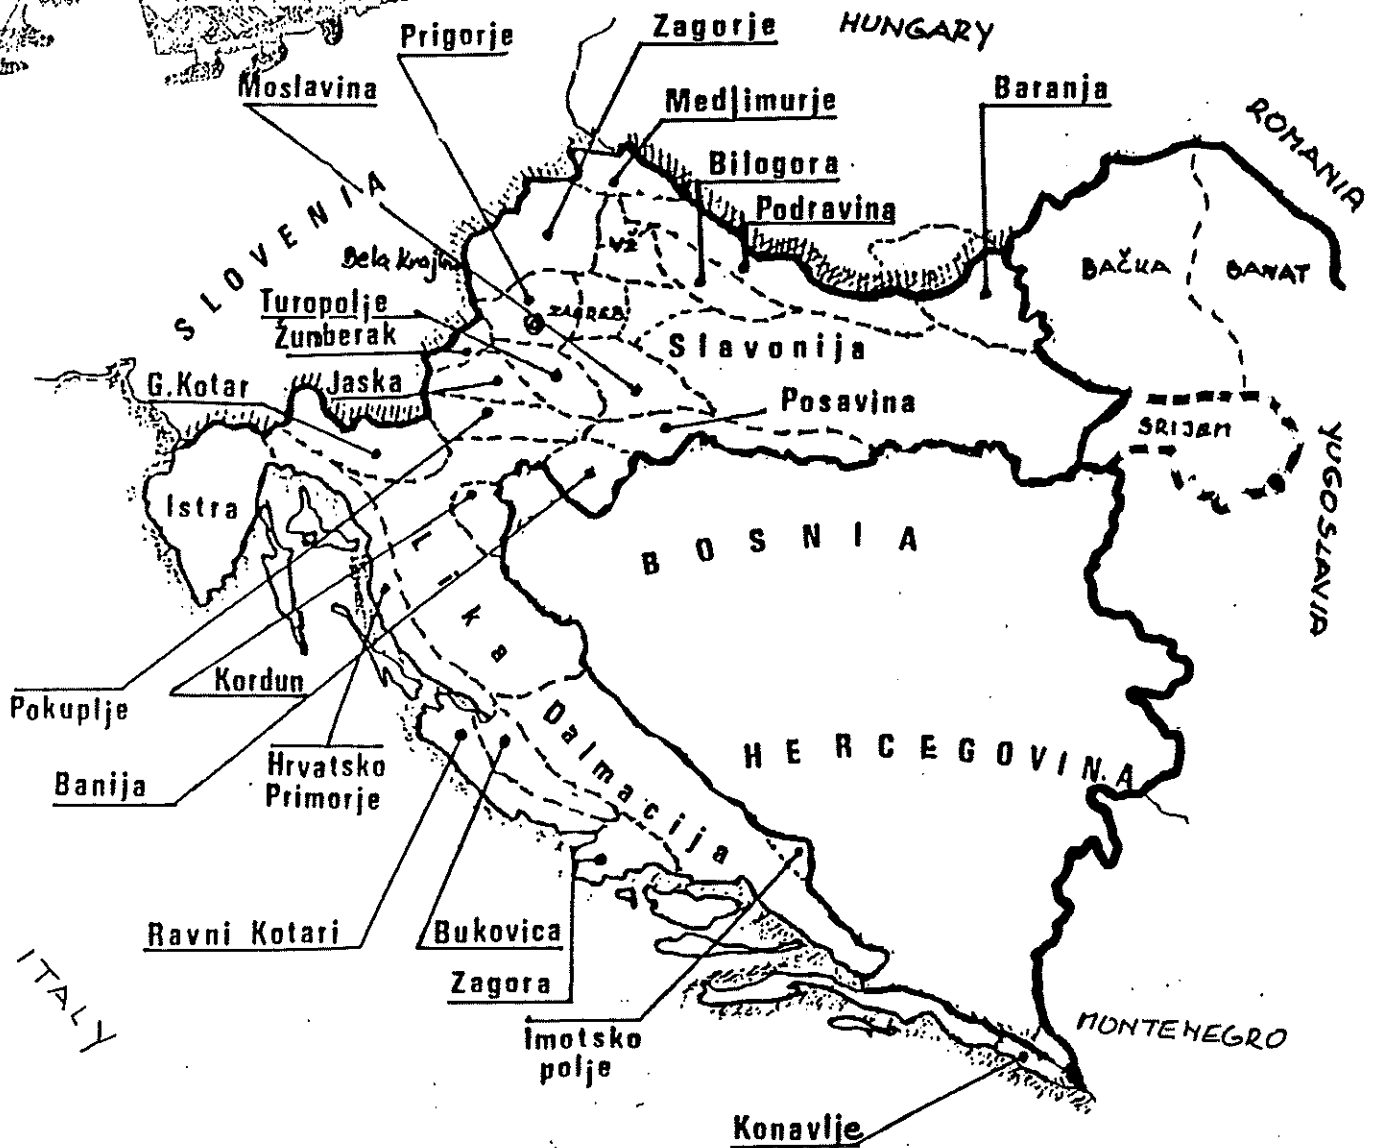 HUNGARY
Prigorje
Zagorje
Moslavina
Medjimurje
Baranja
ROMANIA
Bilogora
Podravina
SLOVENIA
VŽ
Bela Krajina
BAČKA
BANAT
Turopolje
ZAGREB
Žumberak
Slavonija
G.Kotar
Jaska
Posavina
SRIJEM
YUGOSLAVIA
Istra
BOSNIA
Lika
Kordun
Pokuplje
Dalmacija
HERCEGOVINA
Hrvatsko
Primorje
Banija
Ravni Kotari
Bukovica
Zagora
ITALY
Imotsko
polje
MONTENEGRO
Konavlje